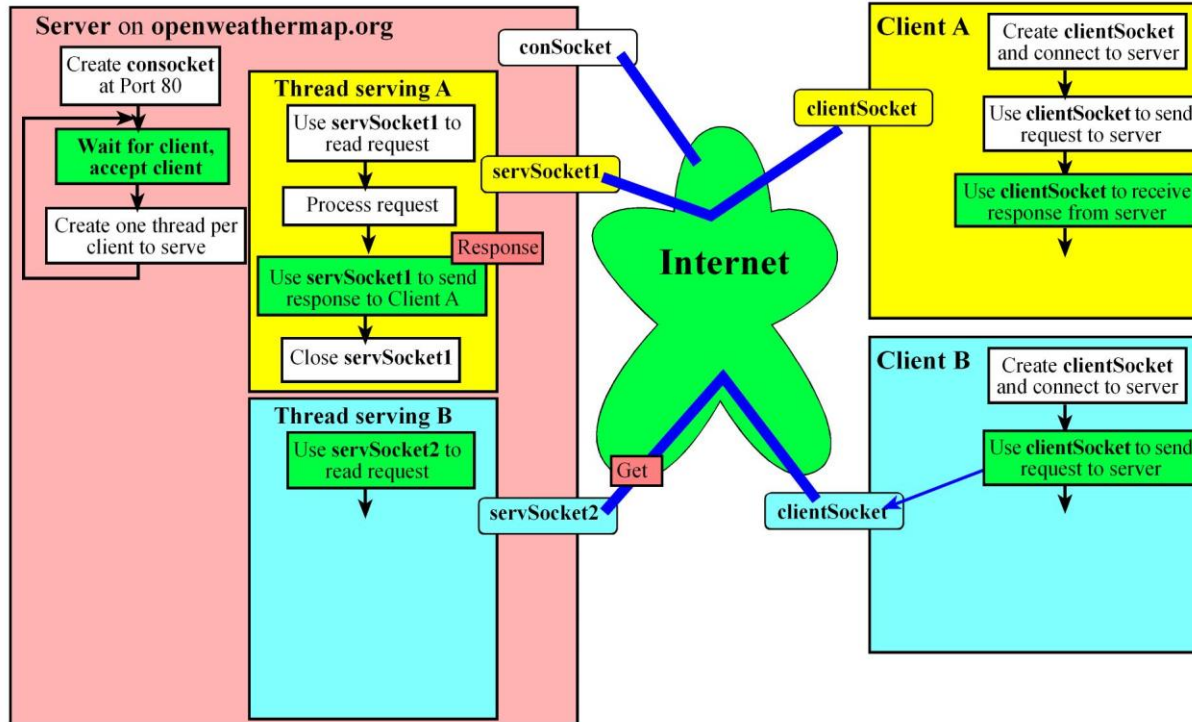 Server on openweathermap.org
Create consocket
at Port 80
Wait for client,
accept client
Create one thread per
client to serve
Thread serving A
Use servSocket1 to
read request
Process request
Response
Use servSocket1 to send
response to Client A
Close servSocket1
Thread serving B
Use servSocket2 to
read request
conSocket
clientSocket
servSocket1
Internet
Get
servSocket2
clientSocket
Client A
Create clientSocket
and connect to server
Use clientSocket to send
request to server
Use clientSocket to receive
response from server
Client B
Create clientSocket
and connect to server
Use clientSocket to send
request to server